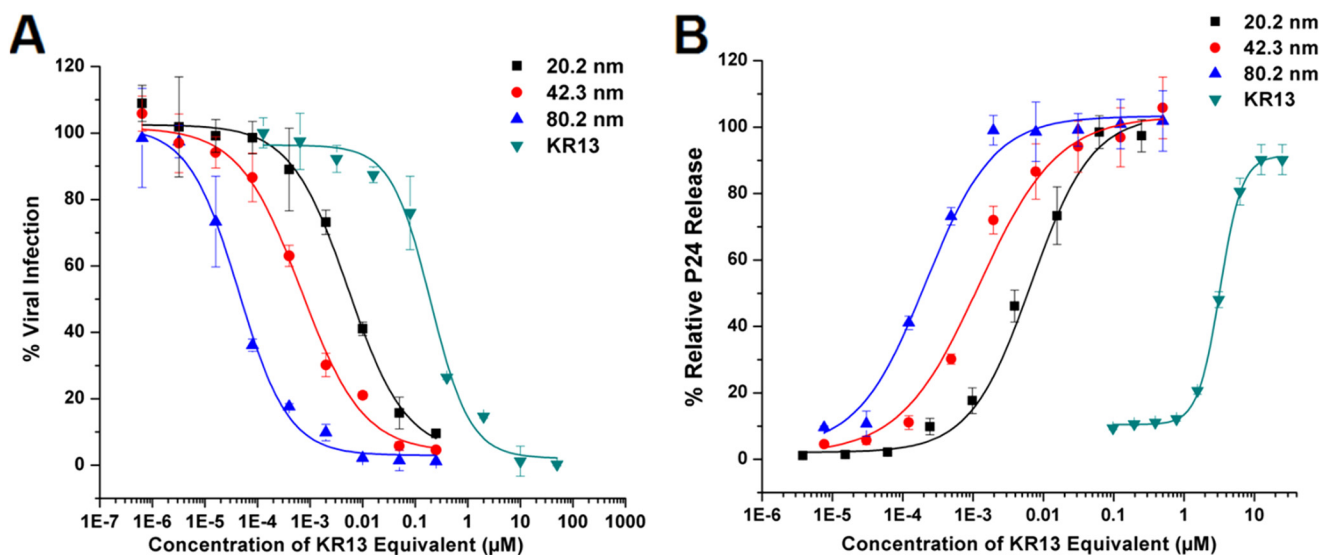 A
20.2 nm
42.3 nm
80.2 nm
KR13
% Viral Infection
120
100
80
60
40
20
0
1E-7 1E-6 1E-5 1E-4 1E-3 0.01 0.1 1 10 100 1000
Concentration of KR13 Equivalent (µM)
B
20.2 nm
42.3 nm
80.2 nm
KR13
% Relative P24 Release
120
100
80
60
40
20
0
1E-6 1E-5 1E-4 1E-3 0.01 0.1 1 10
Concentration of KR13 Equivalent (µM)